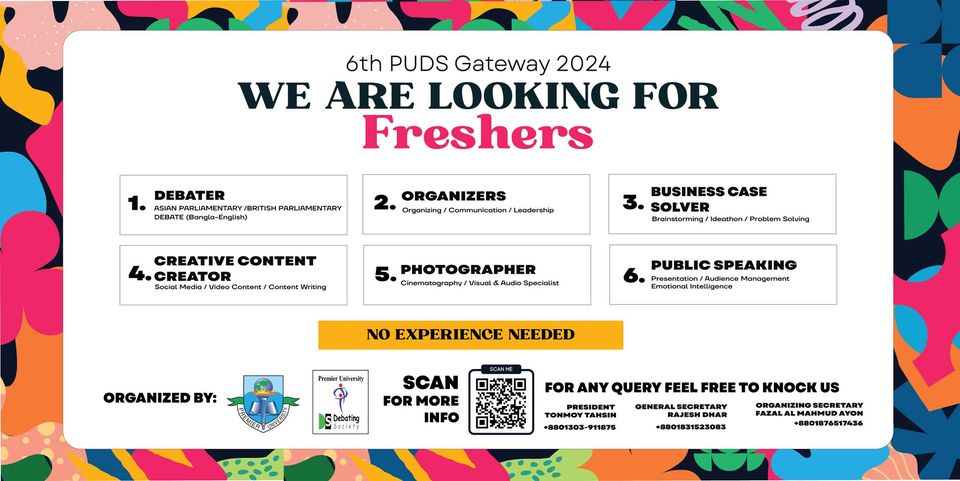 6th PUDS Gateway 2024
WE ARE LOOKING FOR
Freshers
1. DEBATER
ASIAN PARLIAMENTARY /BRITISH PARLIAMENTARY
DEBATE (Bangla-English)
2. ORGANIZERS
Organizing / Communication / Leadership
3. BUSINESS CASE
SOLVER
Brainstorming / Ideathon / Problem Solving
4. CREATIVE CONTENT
CREATOR
Social Media / Video Content / Content Writing
5. PHOTOGRAPHER
Cinematography / Visual & Audio Specialist
6. PUBLIC SPEAKING
Presentation / Audience Management
Emotional Intelligence
NO EXPERIENCE NEEDED
ORGANIZED BY:
PREMIER UNIVERSITY
Premier University
Debating
Society
SCAN
FOR MORE
INFO
SCAN ME
FOR ANY QUERY FEEL FREE TO KNOCK US
PRESIDENT
TONMOY TAHSIN
+8801303-911875
GENERAL SECRETARY
RAJESH DHAR
+8801831523083
ORGANIZING SECRETARY
FAZAL AL MAHMUD AYON
+8801876517436